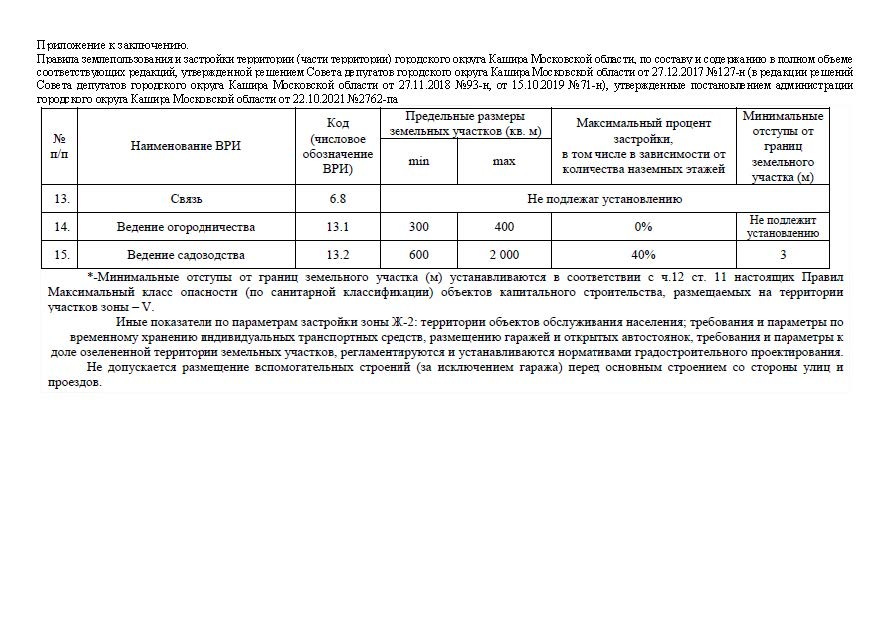 Приложение к заключению.
Правила землепользования и застройки территории (части территории) городского округа Кашира Московской области, по составу и содержанию в полном объеме
соответствующих редакций, утвержденной решением Совета депутатов городского округа Кашира Московской области от 27.12.2017 №127-н (в редакции решений
Совета депутатов городского округа Кашира Московской области от 27.11.2018 №93-н, от 15.10.2019 №71-н), утвержденные постановлением администрации
городского округа Кашира Московской области от 22.10.2021 №2762-па
№ п/п
Наименование ВРИ
Код
(числовое
обозначение
ВРИ)
Предельные размеры
земельных участков (кв. м)
min
max
Максимальный процент
застройки,
в том числе в зависимости от
количества наземных этажей
Минимальные
отступы от
границ
земельного
участка (м)
13. Связь 6.8 Не подлежат установлению
14. Ведение огородничества 13.1 300 400 0% Не подлежит
установлению
15. Ведение садоводства 13.2 600 2 000 40% 3
*-Минимальные отступы от границ земельного участка (м) устанавливаются в соответствии с ч.12 ст. 11 настоящих Правил
Максимальный класс опасности (по санитарной классификации) объектов капитального строительства, размещаемых на территории
участков зоны – V.
Иные показатели по параметрам застройки зоны Ж-2: территории объектов обслуживания населения; требования и параметры по
временному хранению индивидуальных транспортных средств, размещению гаражей и открытых автостоянок, требования и параметры к
доле озелененной территории земельных участков, регламентируются и устанавливаются нормативами градостроительного проектирования.
Не допускается размещение вспомогательных строений (за исключением гаража) перед основным строением со стороны улиц и
проездов.